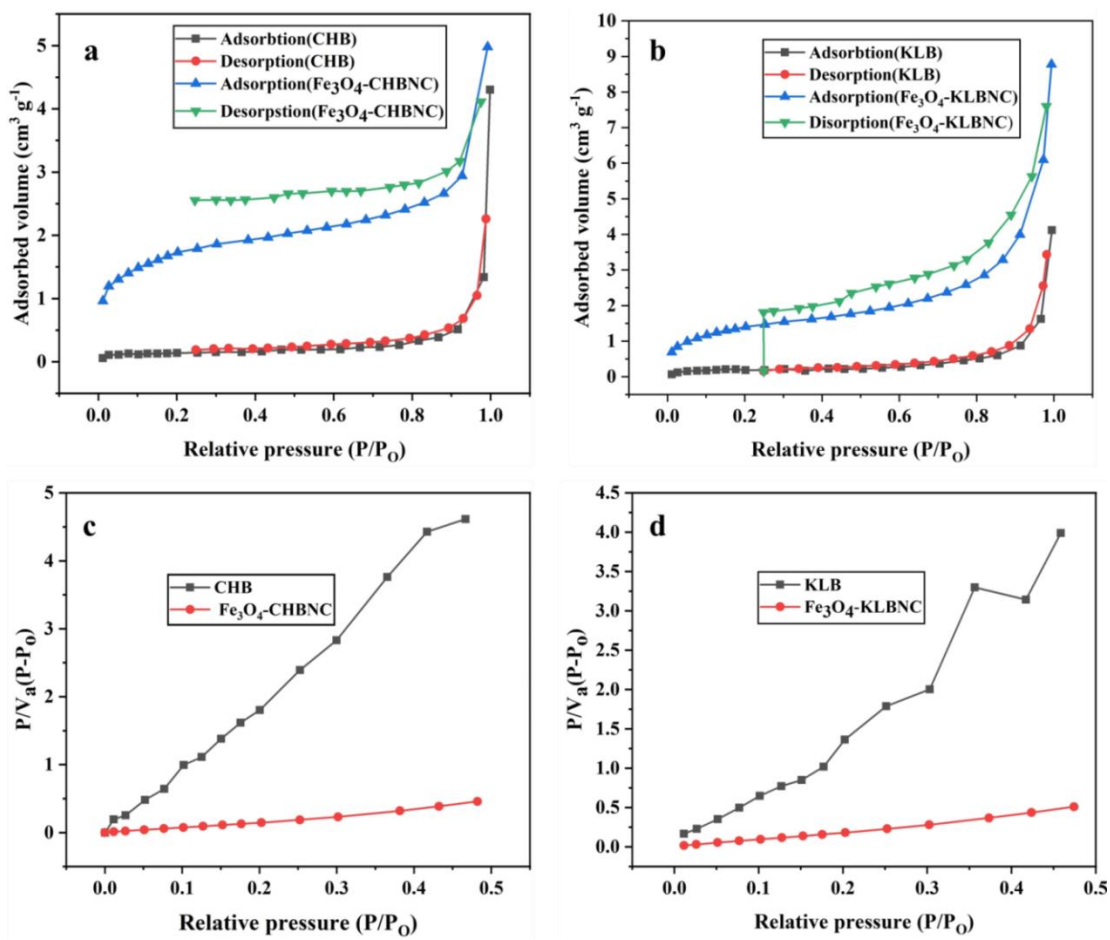 a
Adsorbtion(CHB)
Desorption(CHB)
Adsorption(Fe₃O₄-CHBNC)
Desorpstion(Fe₃O₄-CHBNC)
5
4
3
2
1
0
Adsorbed volume (cm³ g⁻¹)
0.0 0.2 0.4 0.6 0.8 1.0
Relative pressure (P/P_O)
b
Adsorbtion(KLB)
Desorption(KLB)
Adsorption(Fe₃O₄-KLBNC)
Disorption(Fe₃O₄-KLBNC)
10
9
8
7
6
5
4
3
2
1
0
Adsorbed volume (cm³ g⁻¹)
0.0 0.2 0.4 0.6 0.8 1.0
Relative pressure (P/P_O)
c
CHB
Fe₃O₄-CHBNC
5
4
3
2
1
0
P/Vₐ(P-P_O)
0.0 0.1 0.2 0.3 0.4 0.5
Relative pressure (P/P_O)
d
KLB
Fe₃O₄-KLBNC
4.5
4.0
3.5
3.0
2.5
2.0
1.5
1.0
0.5
0.0
P/Vₐ(P-P_O)
0.0 0.1 0.2 0.3 0.4 0.5
Relative pressure (P/P_O)